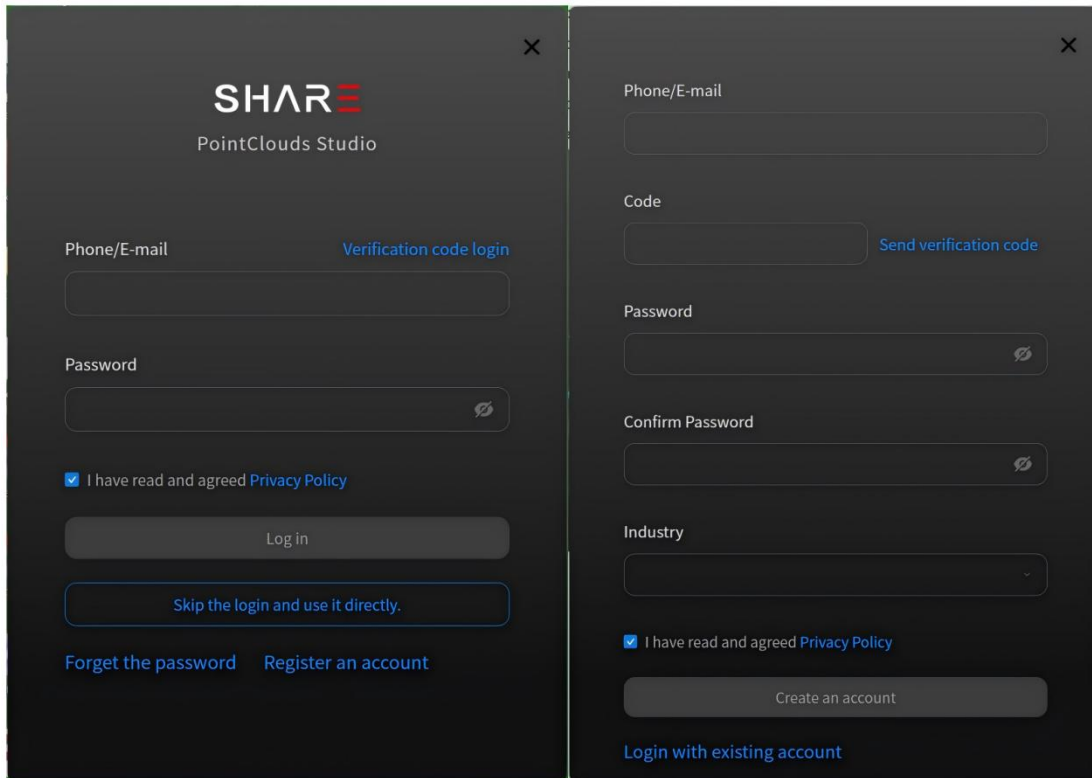 SHARE
PointClouds Studio
Phone/E-mail Verification code login
Password
I have read and agreed Privacy Policy
Log in
Skip the login and use it directly.
Forget the password Register an account
Phone/E-mail
Code
Send verification code
Password
Confirm Password
Industry
I have read and agreed Privacy Policy
Create an account
Login with existing account